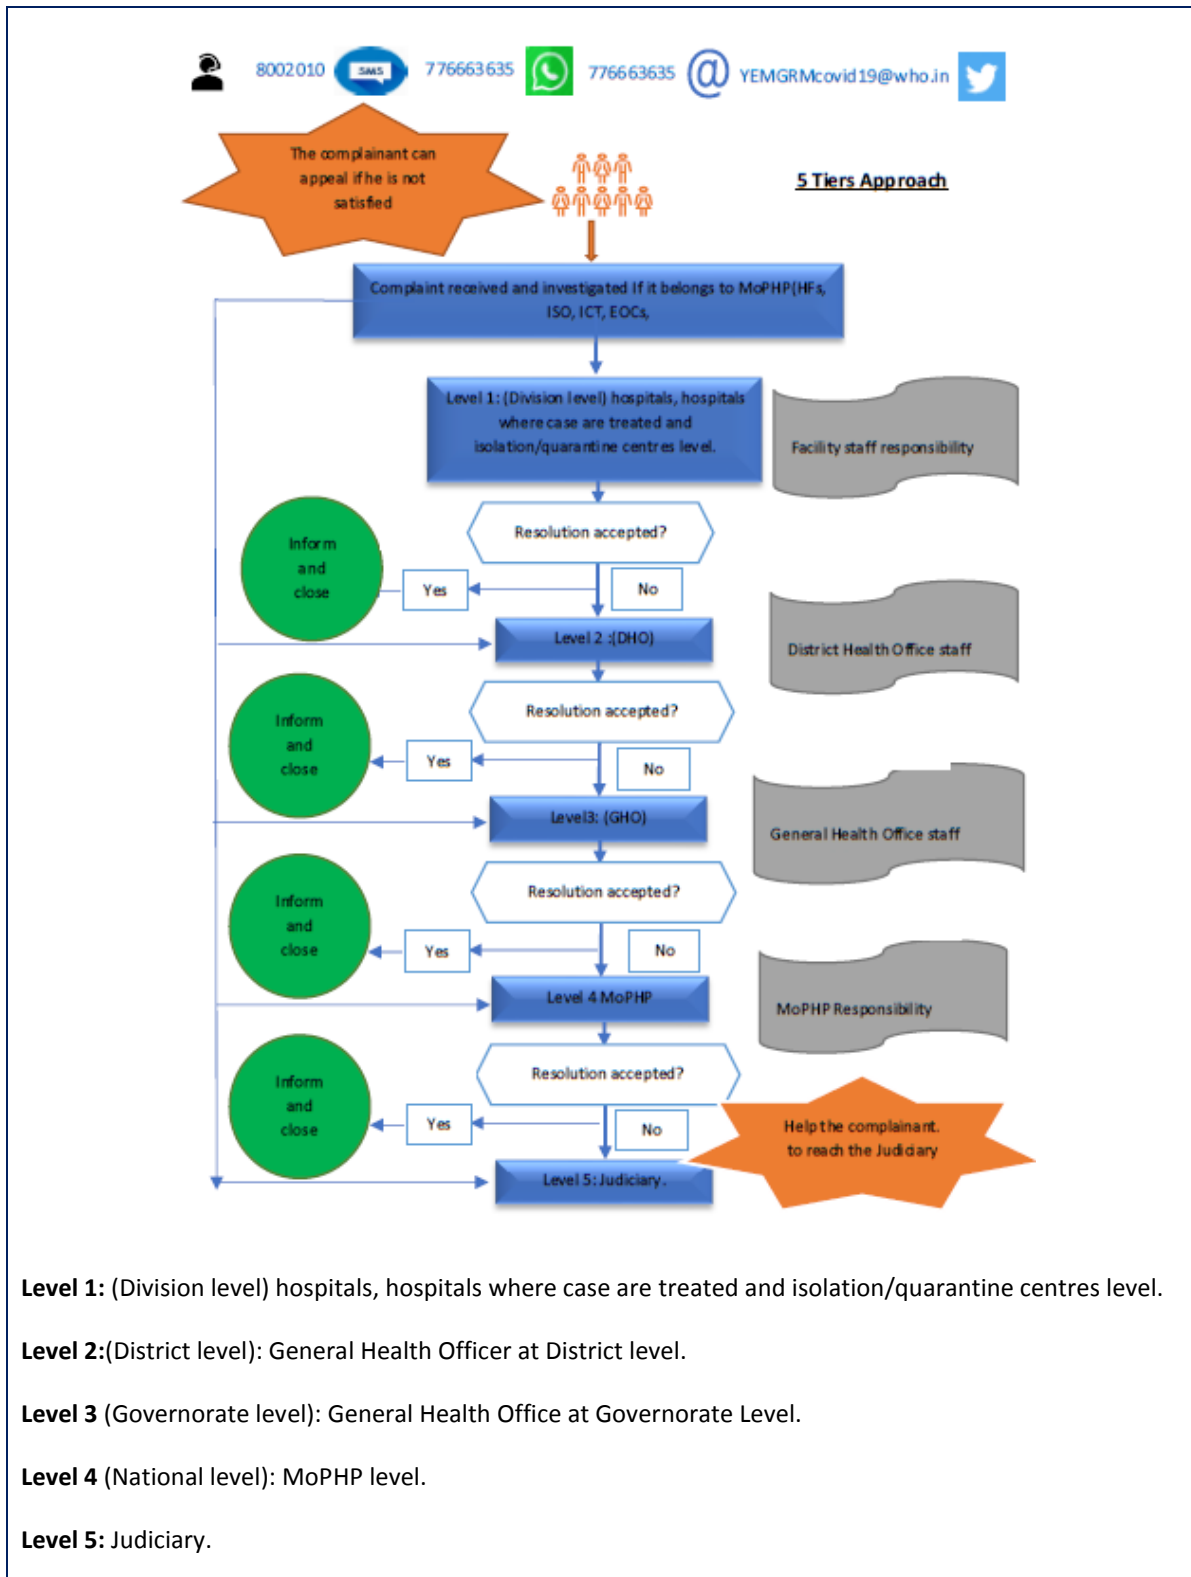 8002010
SMS
776663635
776663635
YEMGRMcovid19@who.in
The complainant can
appeal if he is not
satisfied
5 Tiers Approach
Complaint received and investigated If it belongs to MoPHP(HFs,
ISO, ICT, EOCs,
Level 1: (Division level) hospitals, hospitals
where case are treated and
isolation/quarantine centres level.
Facility staff responsibility
Resolution accepted?
Inform
and
close
Yes
No
Level 2 :(DHO)
District Health Office staff
Resolution accepted?
Inform
and
close
Yes
No
Level3: (GHO)
General Health Office staff
Resolution accepted?
Inform
and
close
Yes
No
Level 4 MoPHP
MoPHP Responsibility
Resolution accepted?
Inform
and
close
Yes
No
Help the complainant.
to reach the Judiciary
Level 5: Judiciary.
Level 1: (Division level) hospitals, hospitals where case are treated and isolation/quarantine centres level.
Level 2:(District level): General Health Officer at District level.
Level 3 (Governorate level): General Health Office at Governorate Level.
Level 4 (National level): MoPHP level.
Level 5: Judiciary.